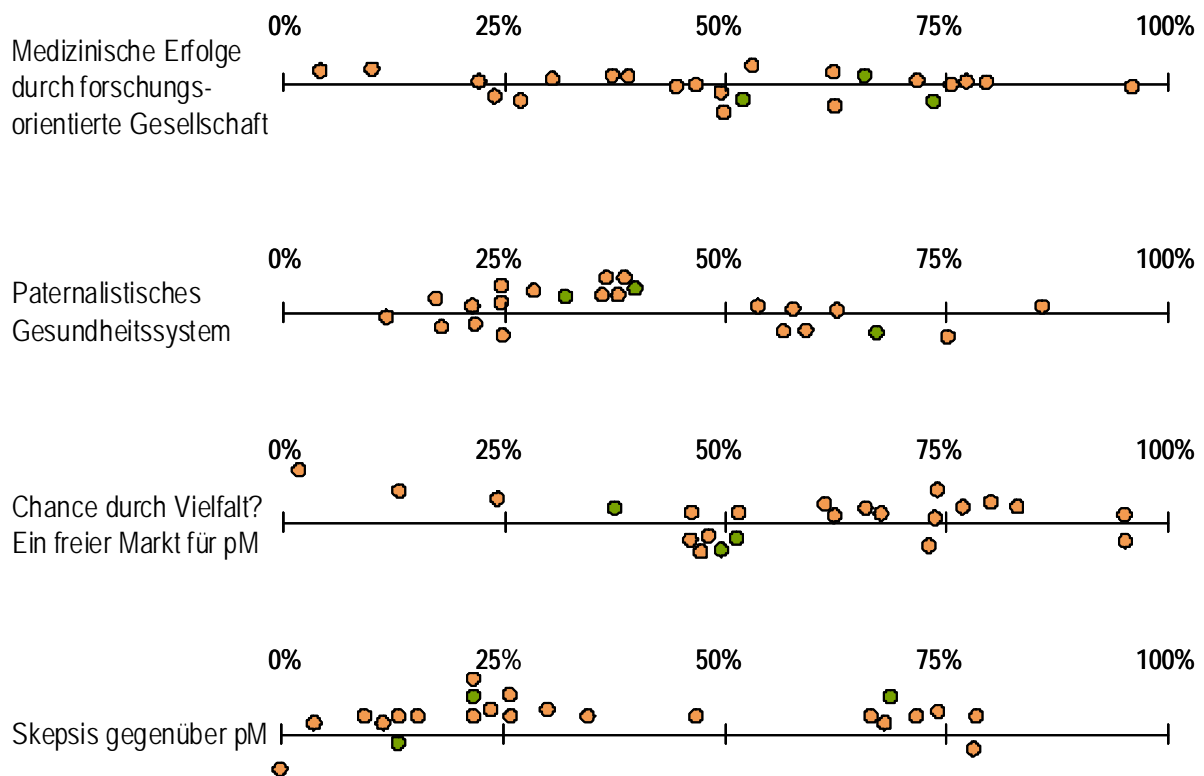 0% 25% 50% 75% 100%
Medizinische Erfolge
durch forschungs-
orientierte Gesellschaft
0% 25% 50% 75% 100%
Paternalistisches
Gesundheitssystem
0% 25% 50% 75% 100%
Chance durch Vielfalt?
Ein freier Markt für pM
0% 25% 50% 75% 100%
Skepsis gegenüber pM